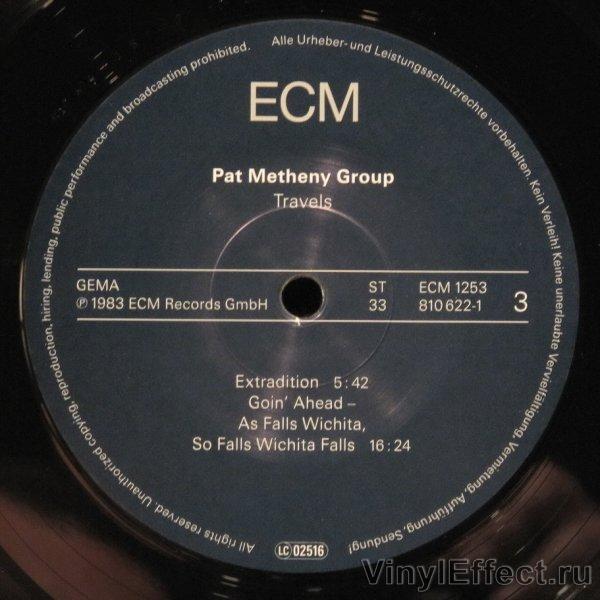 Alle Urheber- und Leistungsschutzrechte vorbehalten. Kein Verleih! Keine unerlaubte Vervielfältigung, Vermietung, Aufführung, Sendung!
ECM
Pat Metheny Group
Travels
GEMA ST ECM 1253
℗ 1983 ECM Records GmbH 33 810 622-1 3
Extradition 5:42
Goin' Ahead –
As Falls Wichita,
So Falls Wichita Falls 16:24
LC 02516
All rights reserved. Unauthorized copying, reproduction, hiring, lending, public performance and broadcasting prohibited.
VinylEffect.ru